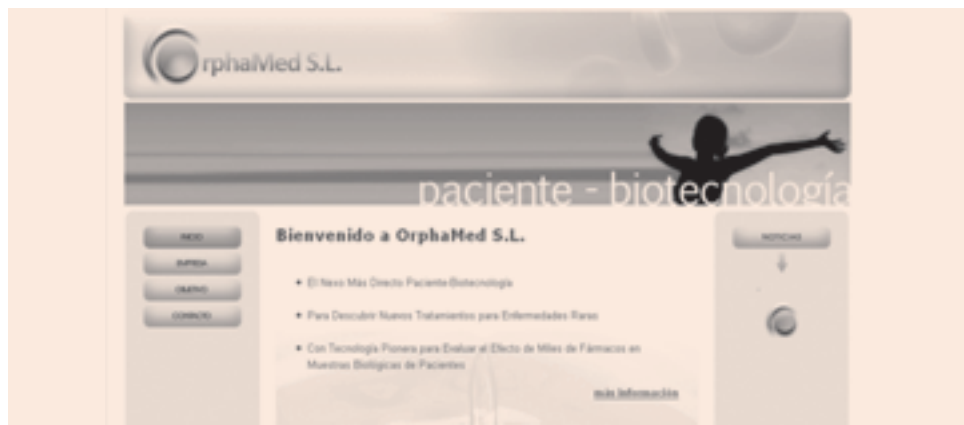 OrphaMed S.L.
paciente - biotecnología
INICIO
EMPRESA
OBJETIVO
CONTACTO
Bienvenido a OrphaMed S.L.
El Nexo Más Directo Paciente-Biotecnología
Para Descubrir Nuevos Tratamientos para Enfermedades Raras
Con Tecnología Pionera para Evaluar el Efecto de Miles de Fármacos en
Muestras Biológicas de Pacientes
más información
NOTICIAS